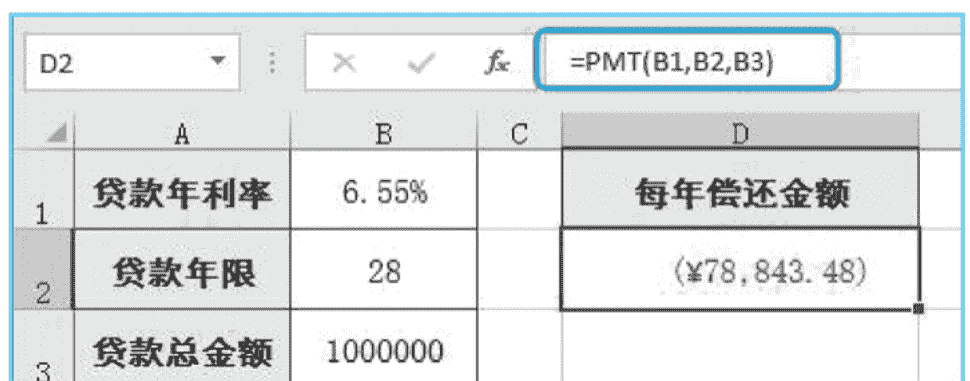 D2 fx =PMT(B1,B2,B3)
A B C D
1 贷款年利率 6.55% 每年偿还金额
2 贷款年限 28 (¥78,843.48)
3 贷款总金额 1000000